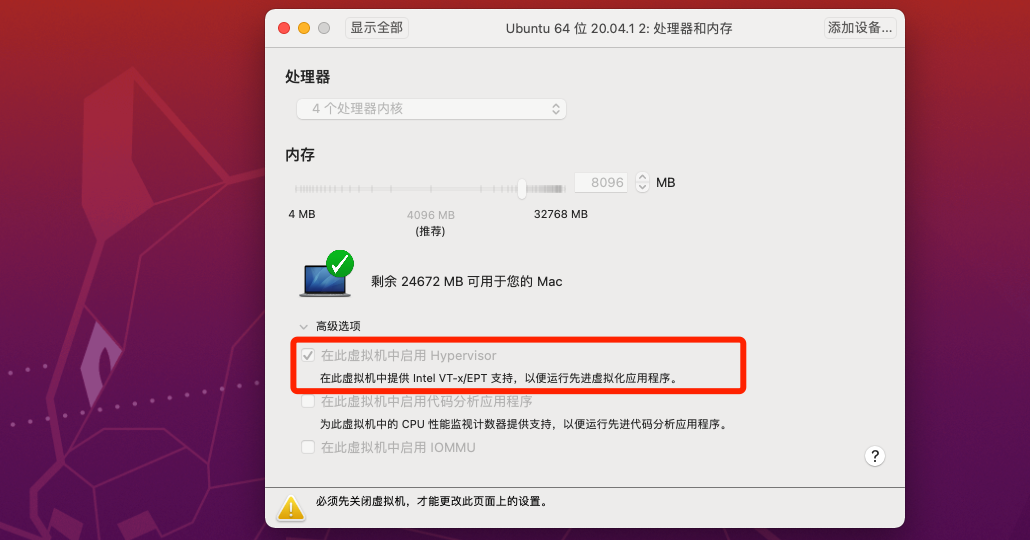 显示全部
Ubuntu 64 位 20.04.1 2: 处理器和内存
添加设备...
处理器
4 个处理器内核
内存
8096 MB
4 MB
4096 MB
32768 MB
(推荐)
剩余 24672 MB 可用于您的 Mac
高级选项
在此虚拟机中启用 Hypervisor
在此虚拟机中提供 Intel VT-x/EPT 支持，以便运行先进虚拟化应用程序。
在此虚拟机中启用代码分析应用程序
为此虚拟机中的 CPU 性能监视计数器提供支持，以便运行先进代码分析应用程序。
在此虚拟机中启用 IOMMU
?
必须先关闭虚拟机，才能更改此页面上的设置。